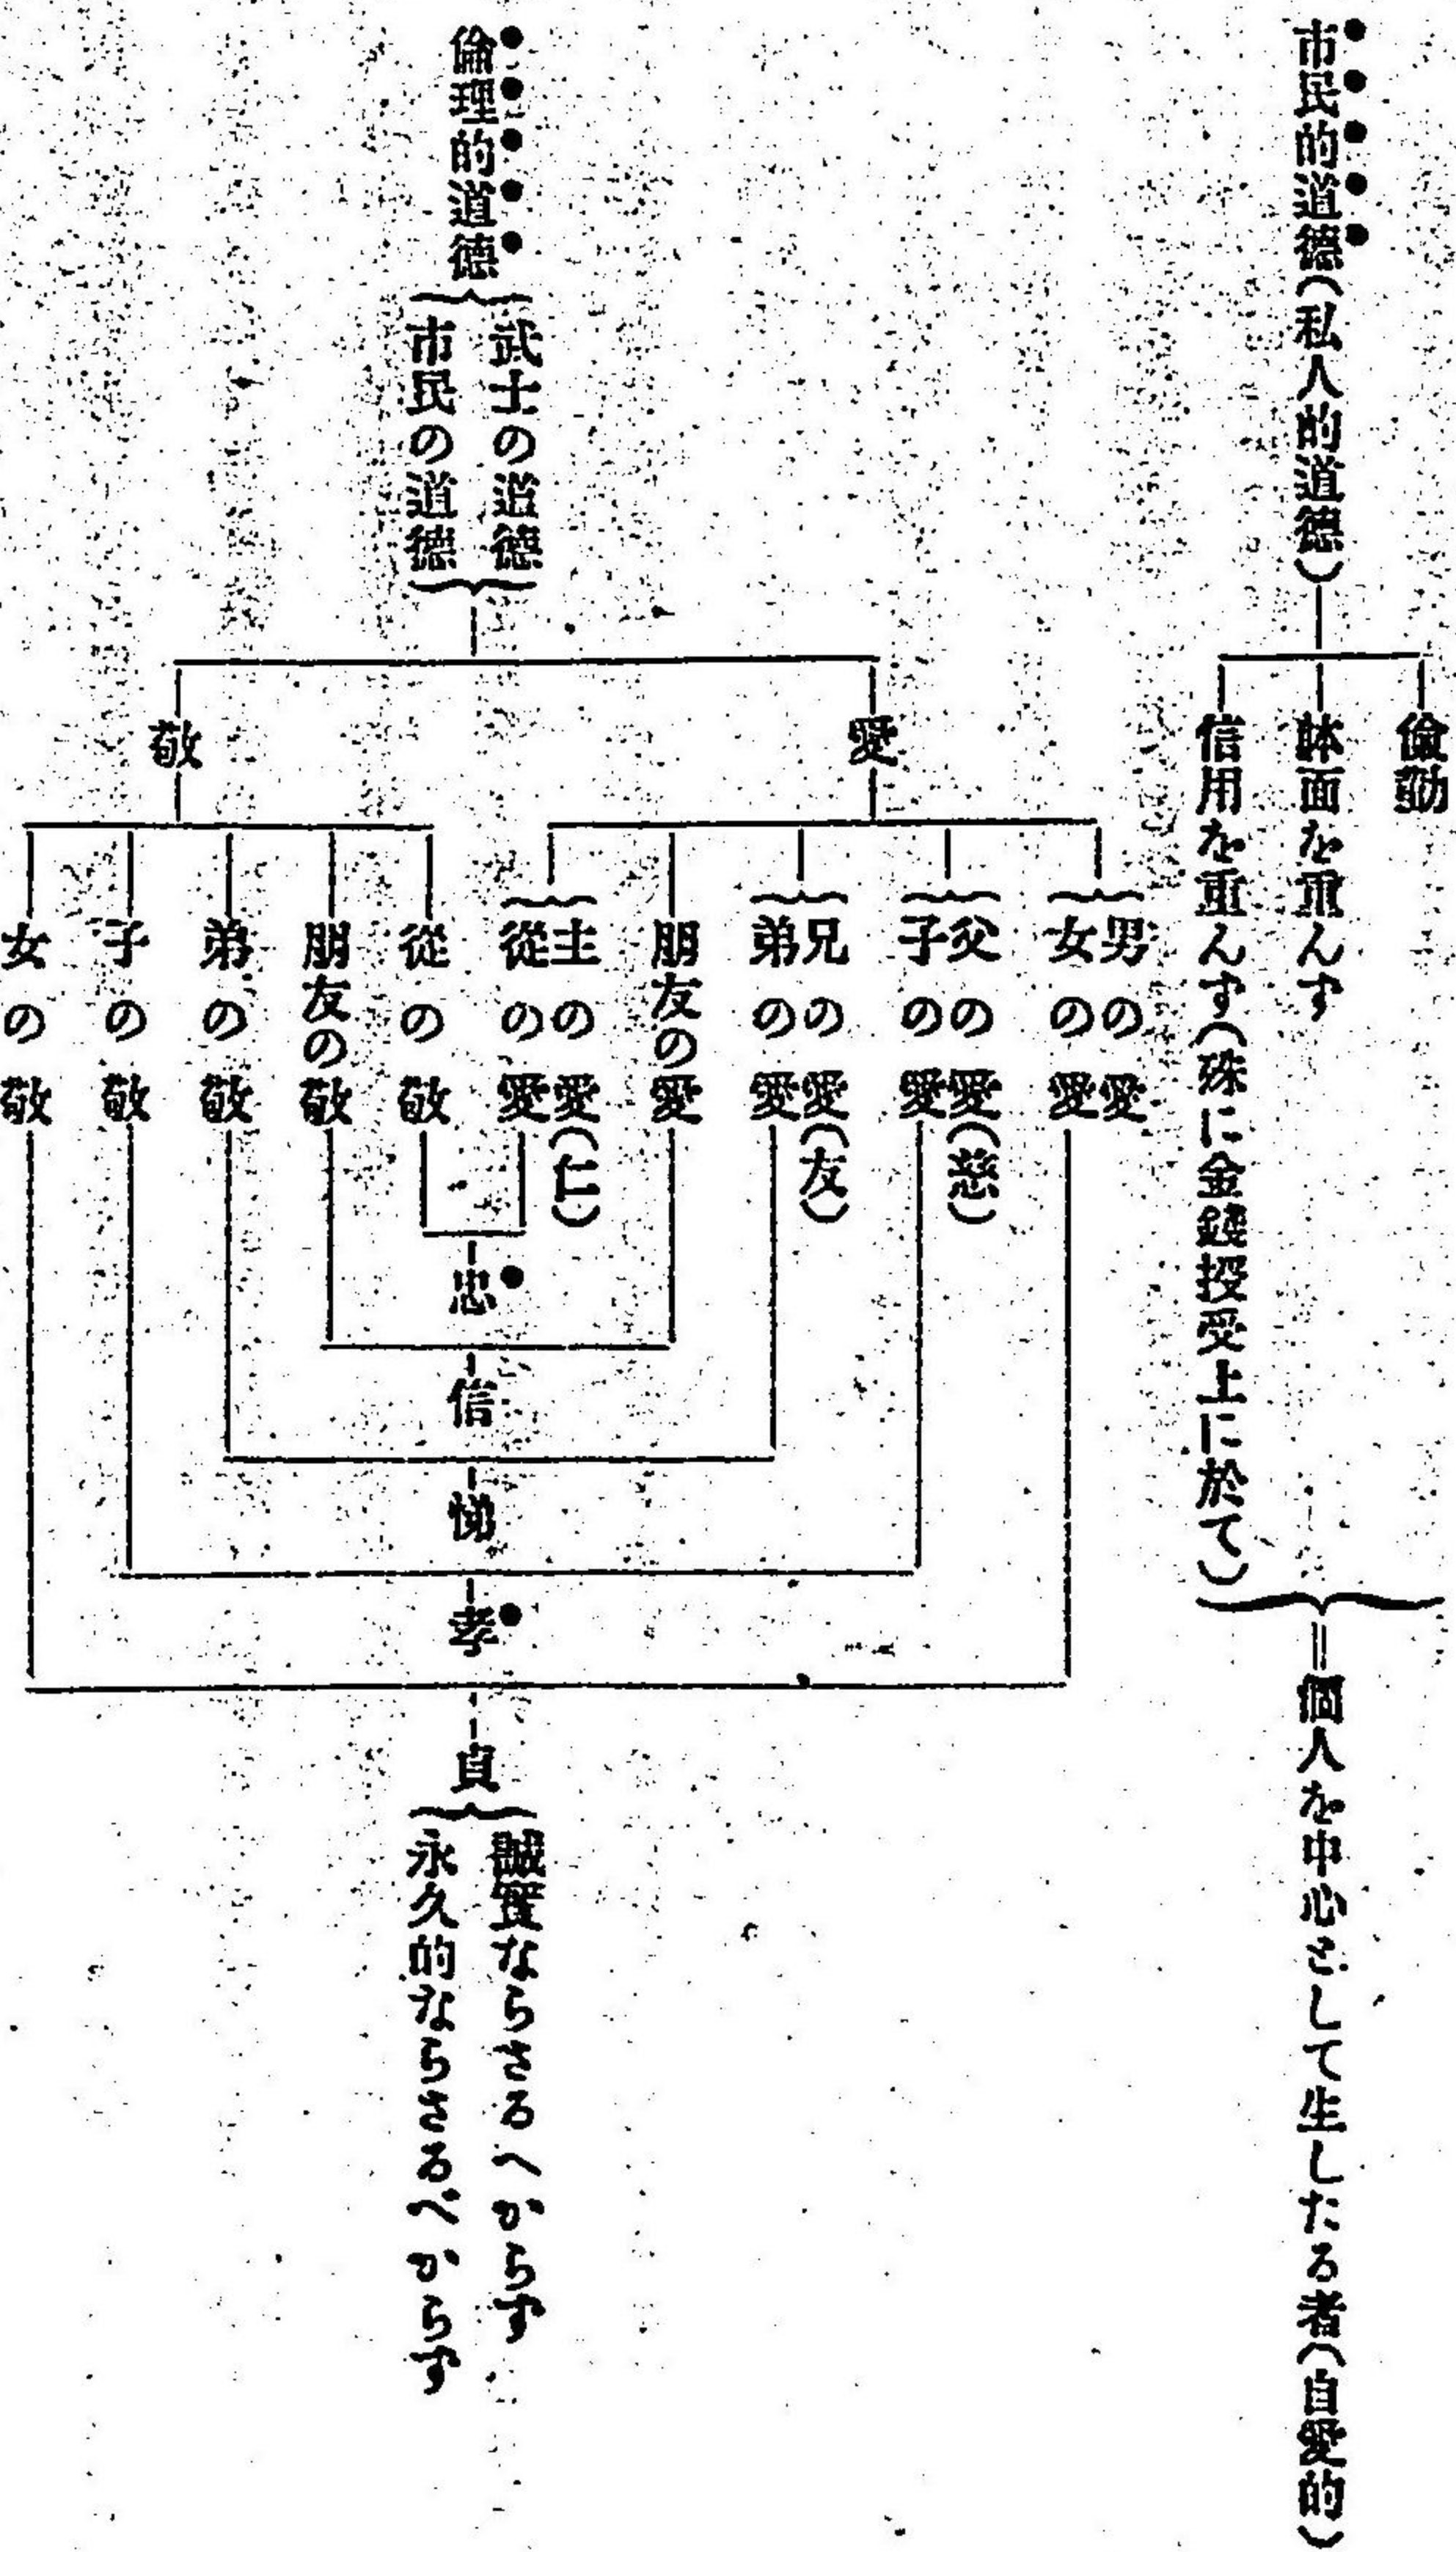 市民的道德(私人的道德)
儉勤
体面を重んず
信用を重んず(殊に金錢授受上に於て)
=個人を中心として生したる者(自愛的)
倫理的道德
武士の道德
市民の道德
愛
男の愛
女の愛
父の愛(慈)
子の愛
兄の愛(友)
弟の愛
朋友の愛
主の愛(仁)
從の愛
敬
從の敬
朋友の敬
弟の敬
子の敬
女の敬
忠
信
悌
孝
貞
誠實ならさるへからず
永久的ならさるべからず